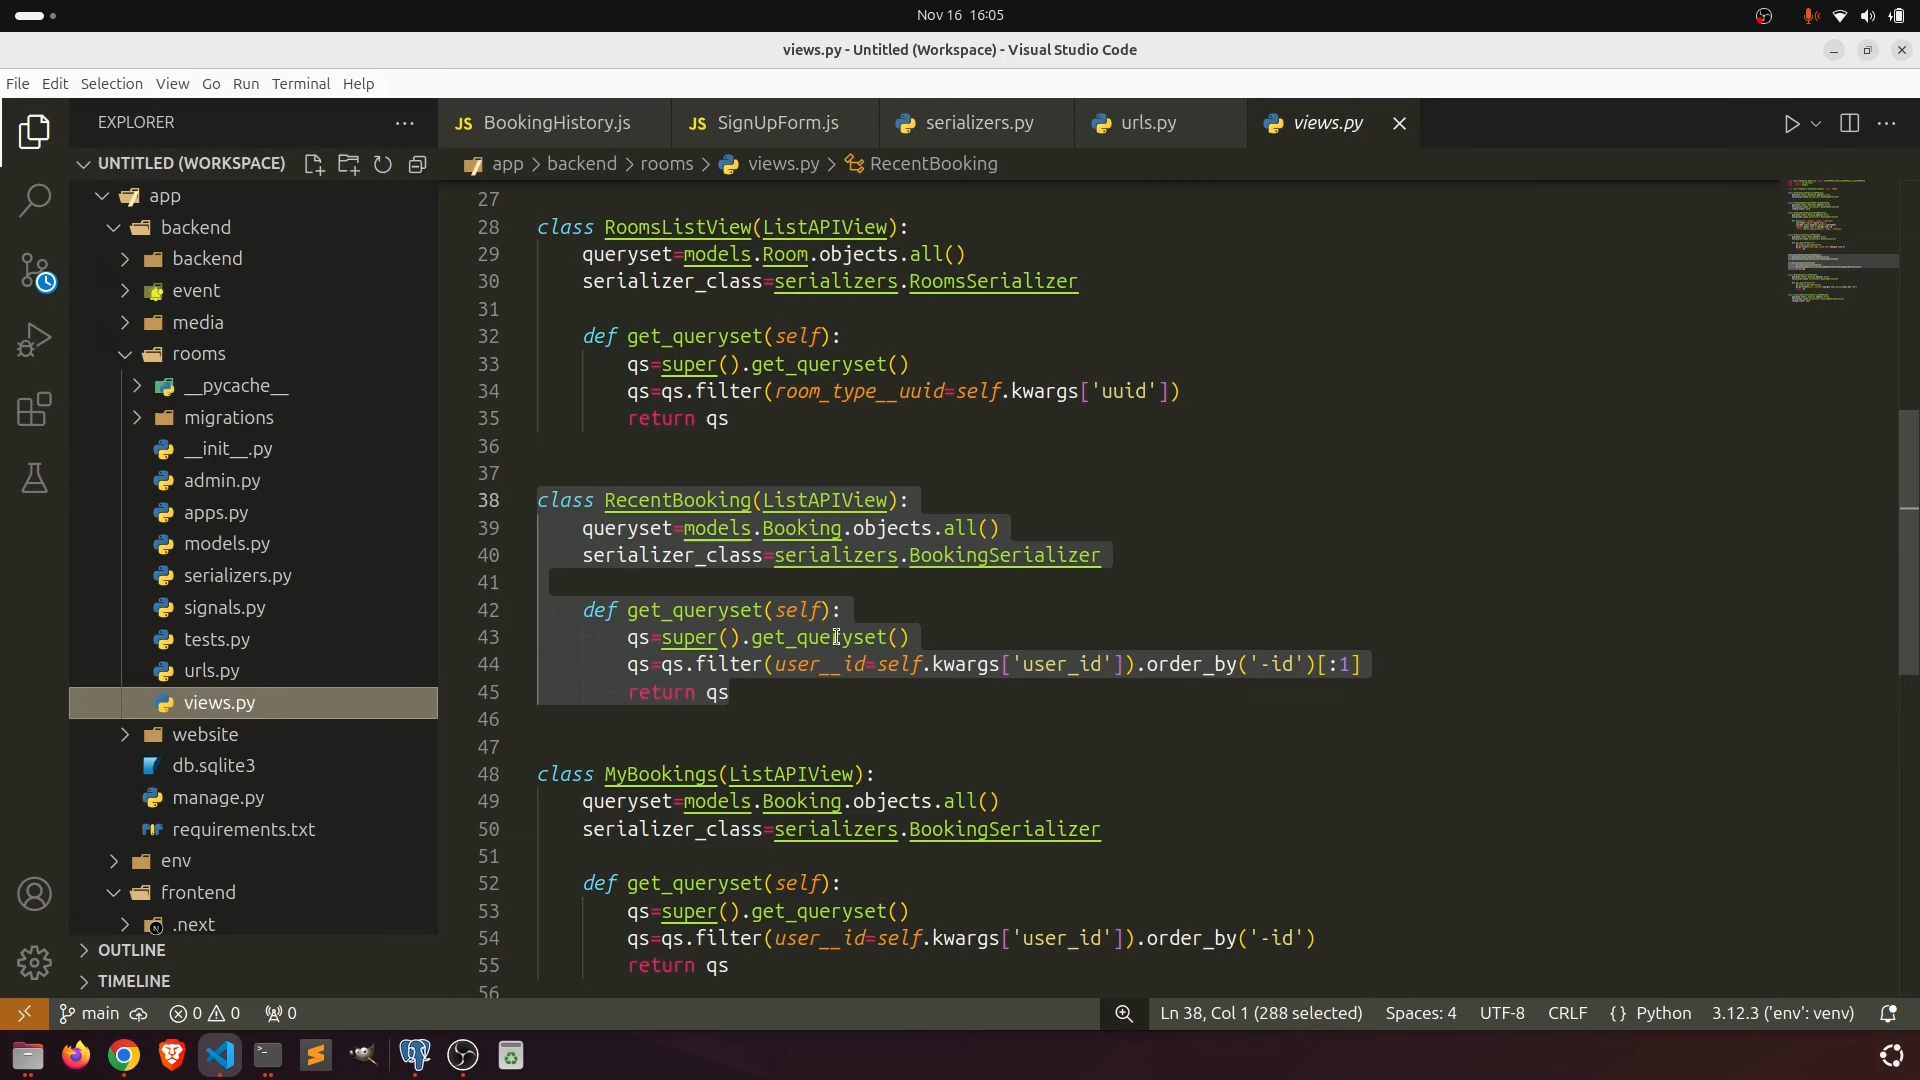 Nov 16 16:05
views.py - Untitled (Workspace) - Visual Studio Code
File Edit Selection View Go Run Terminal Help
EXPLORER
UNTITLED (WORKSPACE)
app
backend
backend
event
media
rooms
__pycache__
migrations
__init__.py
admin.py
apps.py
models.py
serializers.py
signals.py
tests.py
urls.py
views.py
website
db.sqlite3
manage.py
requirements.txt
env
frontend
.next
OUTLINE
TIMELINE
JS BookingHistory.js
JS SignUpForm.js
serializers.py
urls.py
views.py
app > backend > rooms > views.py > RecentBooking
27
28 class RoomsListView(ListAPIView):
29 queryset=models.Room.objects.all()
30 serializer_class=serializers.RoomsSerializer
31
32 def get_queryset(self):
33 qs=super().get_queryset()
34 qs=qs.filter(room_type__uuid=self.kwargs['uuid'])
35 return qs
36
37
38 class RecentBooking(ListAPIView):
39 queryset=models.Booking.objects.all()
40 serializer_class=serializers.BookingSerializer
41
42 def get_queryset(self):
43 qs=super().get_queryset()
44 qs=qs.filter(user__id=self.kwargs['user_id']).order_by('-id')[:1]
45 return qs
46
47
48 class MyBookings(ListAPIView):
49 queryset=models.Booking.objects.all()
50 serializer_class=serializers.BookingSerializer
51
52 def get_queryset(self):
53 qs=super().get_queryset()
54 qs=qs.filter(user__id=self.kwargs['user_id']).order_by('-id')
55 return qs
56
main 0 0 0 Ln 38, Col 1 (288 selected) Spaces: 4 UTF-8 CRLF {} Python 3.12.3 ('env': venv)